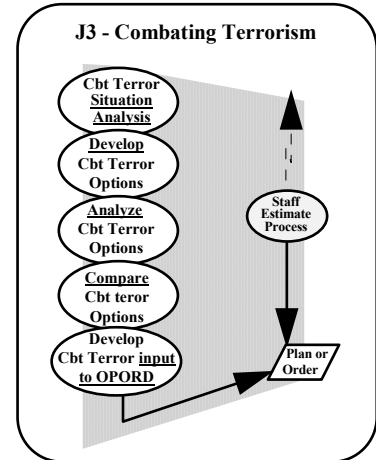 J3 - Combating Terrorism
Cbt Terror
Situation
Analysis
Develop
Cbt Terror
Options
Analyze
Cbt Terror
Options
Compare
Cbt teror
Options
Develop
Cbt Terror input
to OPORD
Staff
Estimate
Process
Plan or
Order